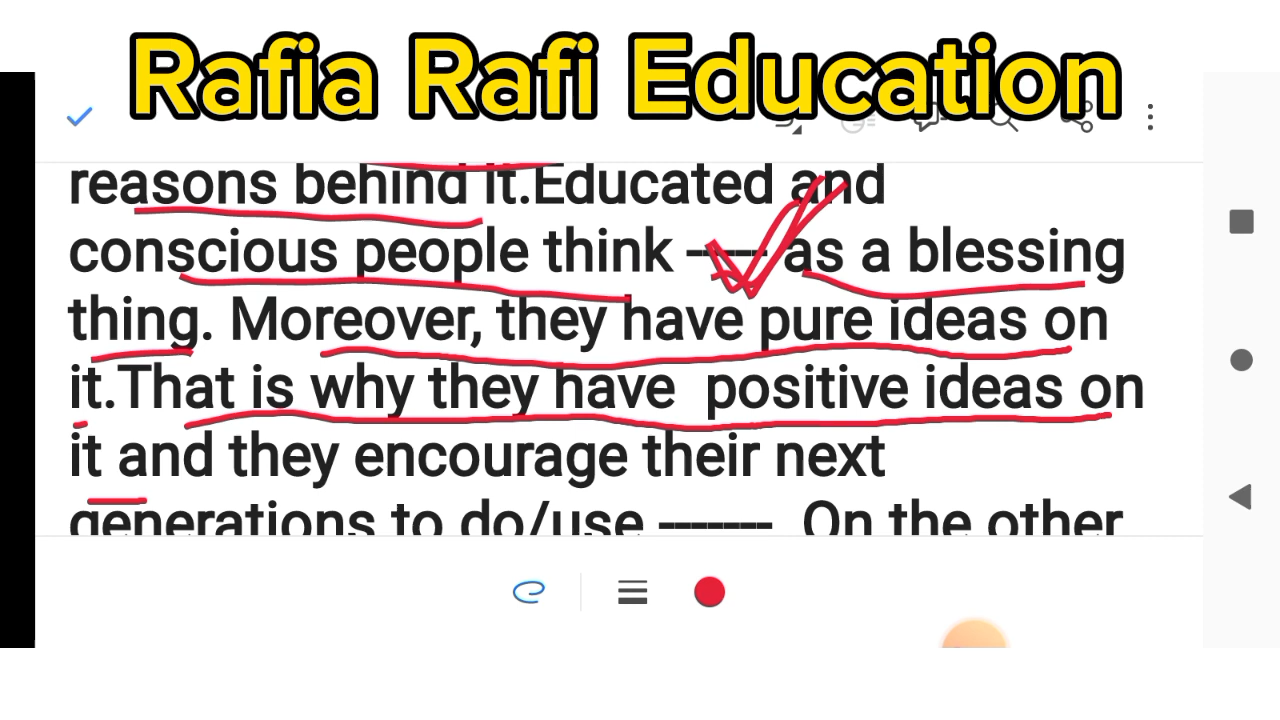 Rafia Rafi Education
reasons behind it.Educated and
conscious people think ----- as a blessing
thing. Moreover, they have pure ideas on
it.That is why they have  positive ideas on
it and they encourage their next
generations to do/use -------  On the other